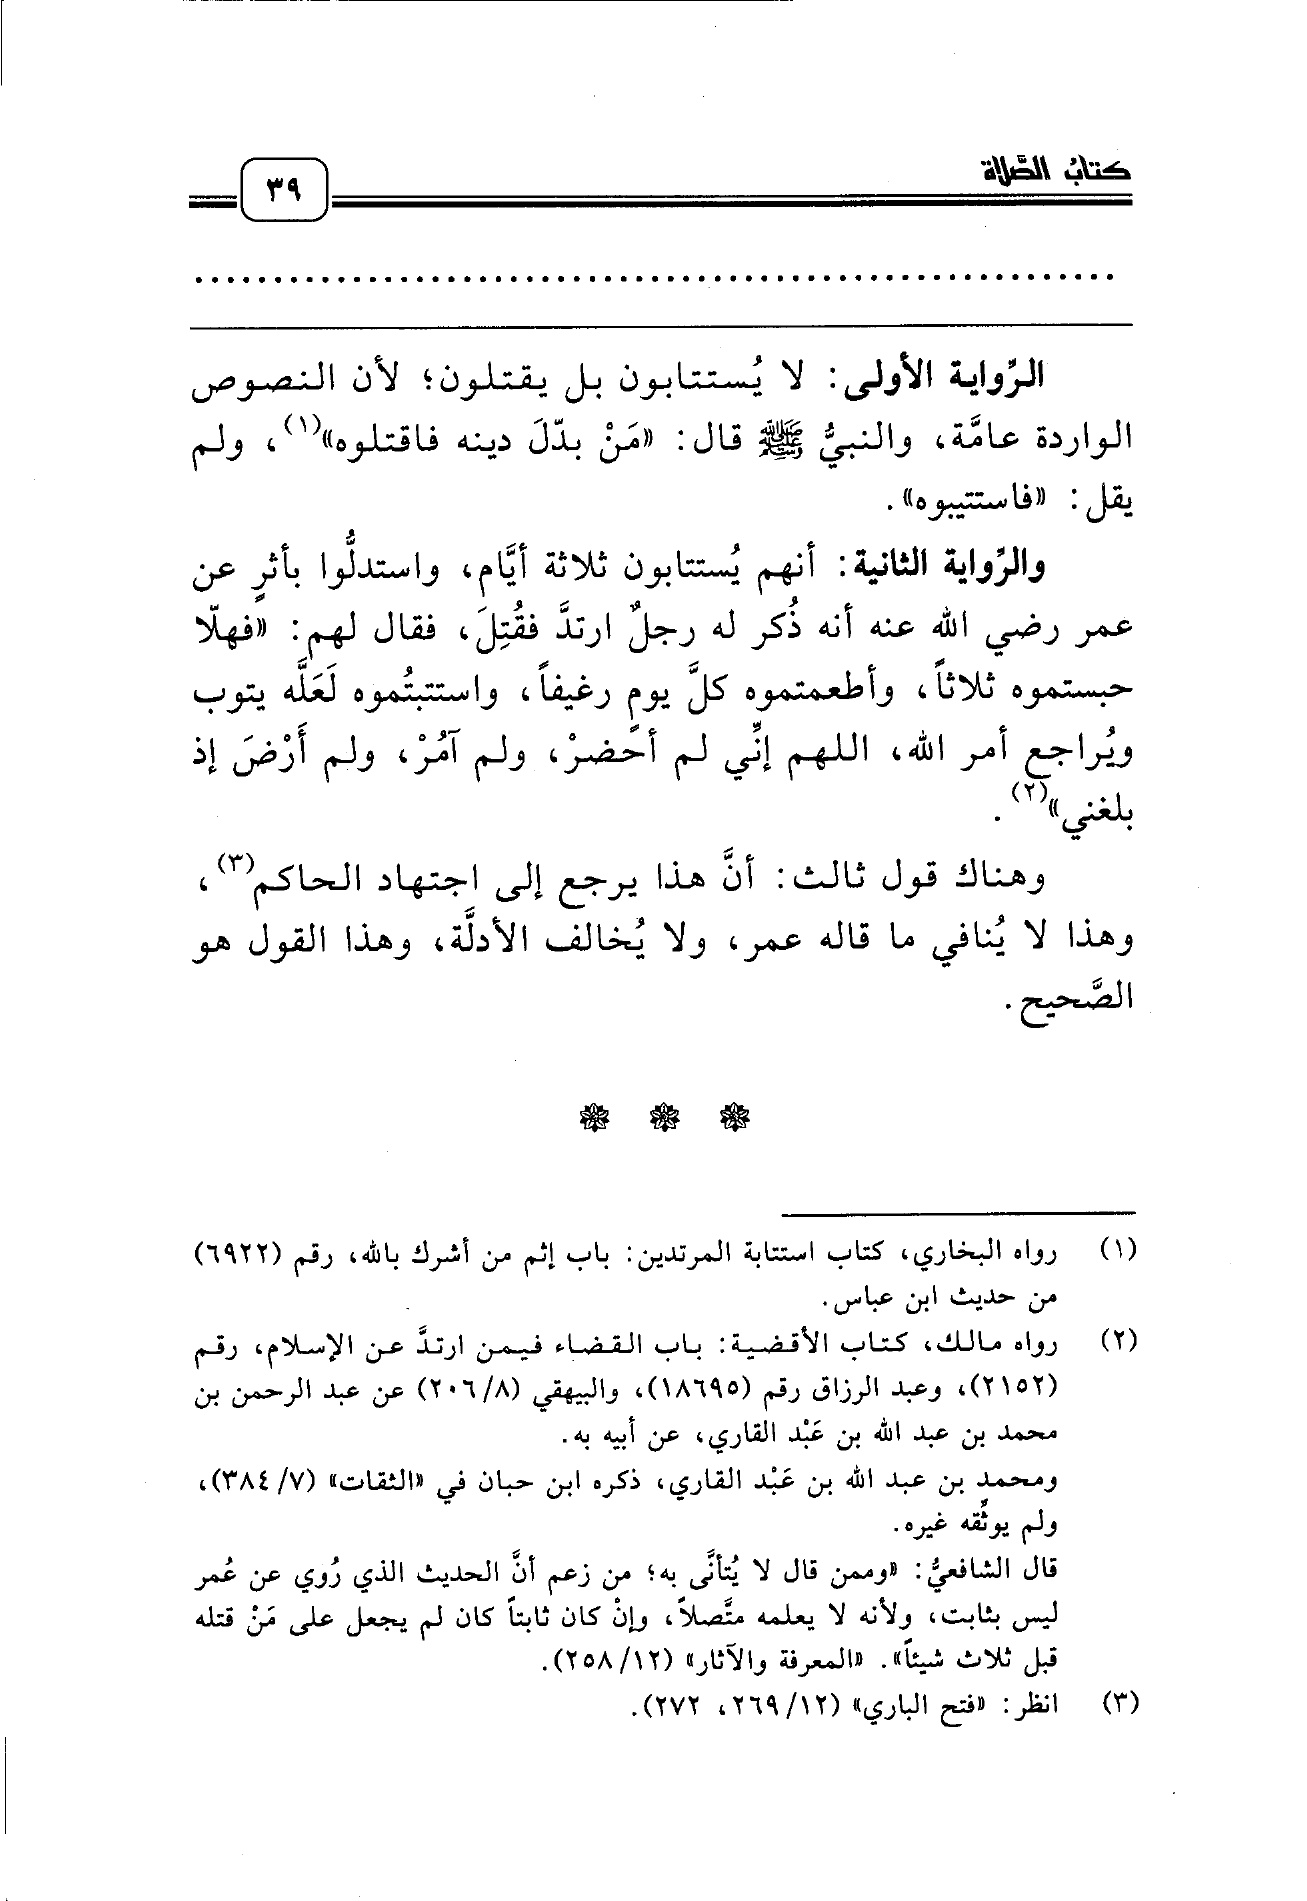 كتابُ الصَّلاة
٣٩
الرِّواية الأولى: لا يُستتابون بل يقتلون؛ لأن النصوص
الواردة عامَّة، والنبيُّ ﷺ قال: «مَنْ بدّلَ دينه فاقتلوه»(١)، ولم
يقل: «فاستتيبوه».
والرِّواية الثانية: أنهم يُستتابون ثلاثة أيَّام، واستدلُّوا بأثرٍ عن
عمر رضي الله عنه أنه ذُكر له رجلٌ ارتدَّ فقُتِلَ، فقال لهم: «فهلّا
حبستموه ثلاثاً، وأطعمتموه كلَّ يومٍ رغيفاً، واستتبتُموه لَعَلَّه يتوب
ويُراجع أمر الله، اللهم إنِّي لم أحضرْ، ولم آمُرْ، ولم أَرْضَ إذ
بلغني»(٢).
وهناك قول ثالث: أنَّ هذا يرجع إلى اجتهاد الحاكم(٣)،
وهذا لا يُنافي ما قاله عمر، ولا يُخالف الأدلَّة، وهذا القول هو
الصَّحيح.
(١) رواه البخاري، كتاب استتابة المرتدين: باب إثم من أشرك بالله، رقم (٦٩٢٢)
من حديث ابن عباس.
(٢) رواه مالك، كتاب الأقضية: باب القضاء فيمن ارتدَّ عن الإسلام، رقم
(٢١٥٢)، وعبد الرزاق رقم (١٨٦٩٥)، والبيهقي (٢٠٦/٨) عن عبد الرحمن بن
محمد بن عبد الله بن عَبْد القاري، عن أبيه به.
ومحمد بن عبد الله بن عَبْد القاري، ذكره ابن حبان في «الثقات» (٣٨٤/٧)،
ولم يوثِّقه غيره.
قال الشافعيُّ: «وممن قال لا يُتأنَّى به؛ من زعم أنَّ الحديث الذي رُوي عن عُمر
ليس بثابت، ولأنه لا يعلمه متَّصلاً، وإنْ كان ثابتاً كان لم يجعل على مَنْ قتله
قبل ثلاث شيئاً». «المعرفة والآثار» (٢٥٨/١٢).
(٣) انظر: «فتح الباري» (٢٦٩/١٢، ٢٧٢).